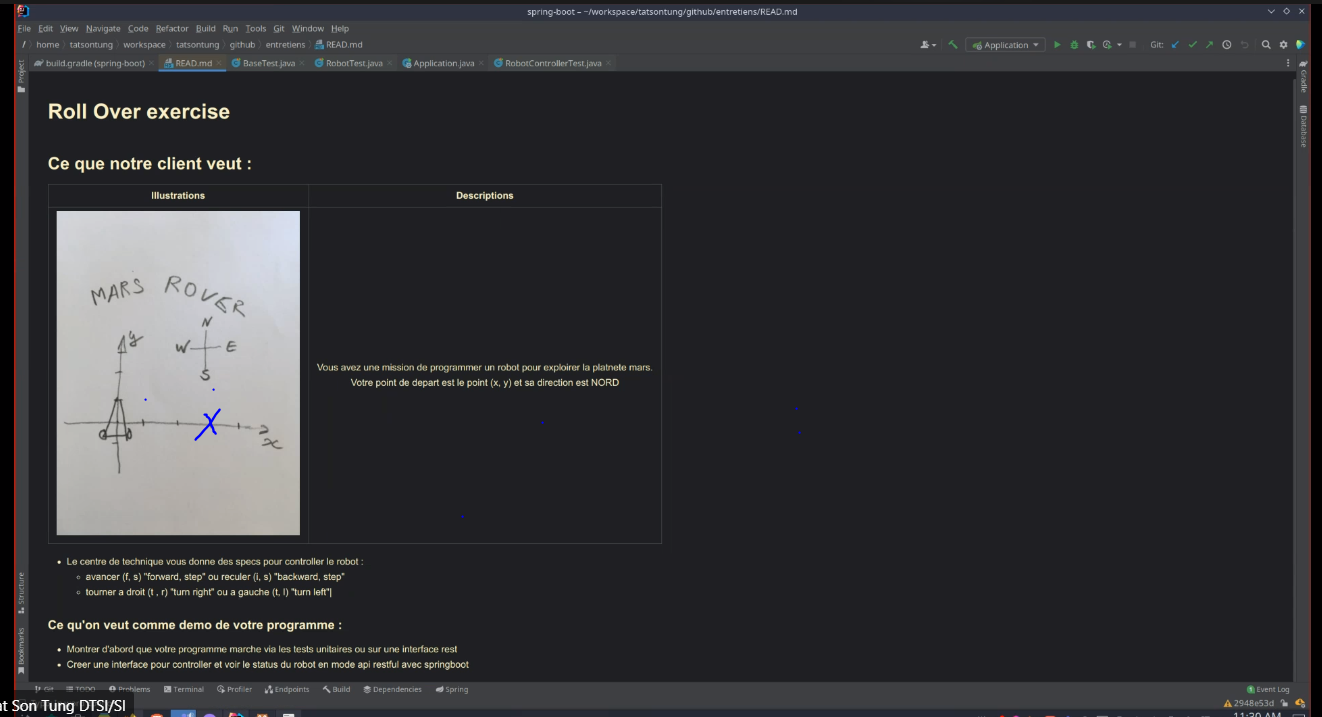 spring-boot – ~/workspace/tatsontung/github/entretiens/READ.md
File Edit View Navigate Code Refactor Build Run Tools Git Window Help
/ home tatsontung workspace tatsontung github entretiens READ.md
Application
Git:
build.gradle (spring-boot) READ.md BaseTest.java RobotTest.java Application.java RobotControllerTest.java
Project
Gradle
Database
Roll Over exercise
Ce que notre client veut :
Illustrations Descriptions
MARS ROVER
N
y
W E
S
x
Vous avez une mission de programmer un robot pour exploirer la platnete mars.
Votre point de depart est le point (x, y) et sa direction est NORD
Le centre de technique vous donne des specs pour controller le robot :
avancer (f, s) "forward, step" ou reculer (i, s) "backward, step"
tourner a droit (t , r) "turn right" ou a gauche (t, l) "turn left"
Ce qu'on veut comme demo de votre programme :
Montrer d'abord que votre programme marche via les tests unitaires ou sur une interface rest
Creer une interface pour controller et voir le status du robot en mode api restful avec springboot
Structure
Bookmarks
Git TODO Problems Terminal Profiler Endpoints Build Dependencies Spring
Event Log
Son Tung DTSI/SI
2948e53d
11:30 AM